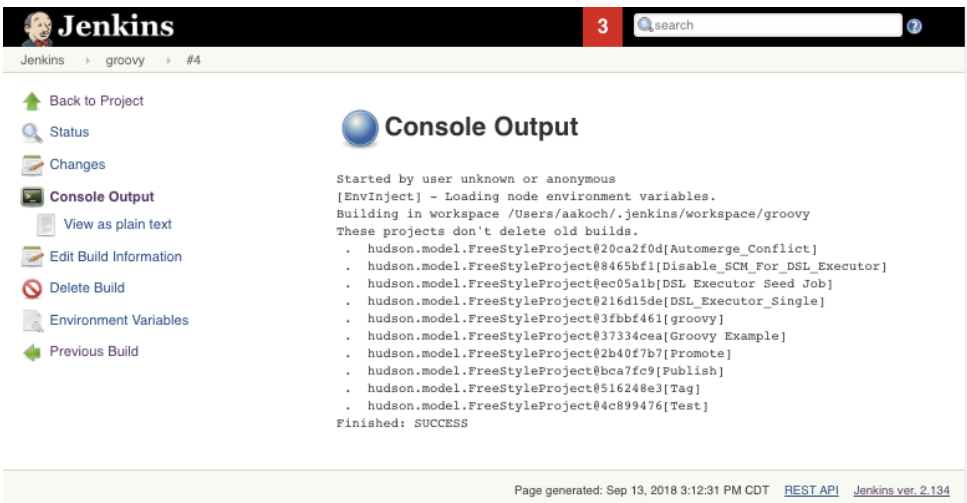 Jenkins
3
search
Jenkins
groovy
#4
Back to Project
Status
Changes
Console Output
View as plain text
Edit Build Information
Delete Build
Environment Variables
Previous Build
Console Output
Started by user unknown or anonymous
[EnvInject] - Loading node environment variables.
Building in workspace /Users/aakoch/.jenkins/workspace/groovy
These projects don't delete old builds.
. hudson.model.FreeStyleProject@20ca2f0d[Automerge_Conflict]
. hudson.model.FreeStyleProject@8465bf1[Disable_SCM_For_DSL_Executor]
. hudson.model.FreeStyleProject@ec05a1b[DSL Executor Seed Job]
. hudson.model.FreeStyleProject@216d15de[DSL_Executor_Single]
. hudson.model.FreeStyleProject@3fbbf461[groovy]
. hudson.model.FreeStyleProject@37334cea[Groovy Example]
. hudson.model.FreeStyleProject@2b40f7b7[Promote]
. hudson.model.FreeStyleProject@bca7fc9[Publish]
. hudson.model.FreeStyleProject@516248e3[Tag]
. hudson.model.FreeStyleProject@4c899476[Test]
Finished: SUCCESS
Page generated: Sep 13, 2018 3:12:31 PM CDT REST API Jenkins ver. 2.134